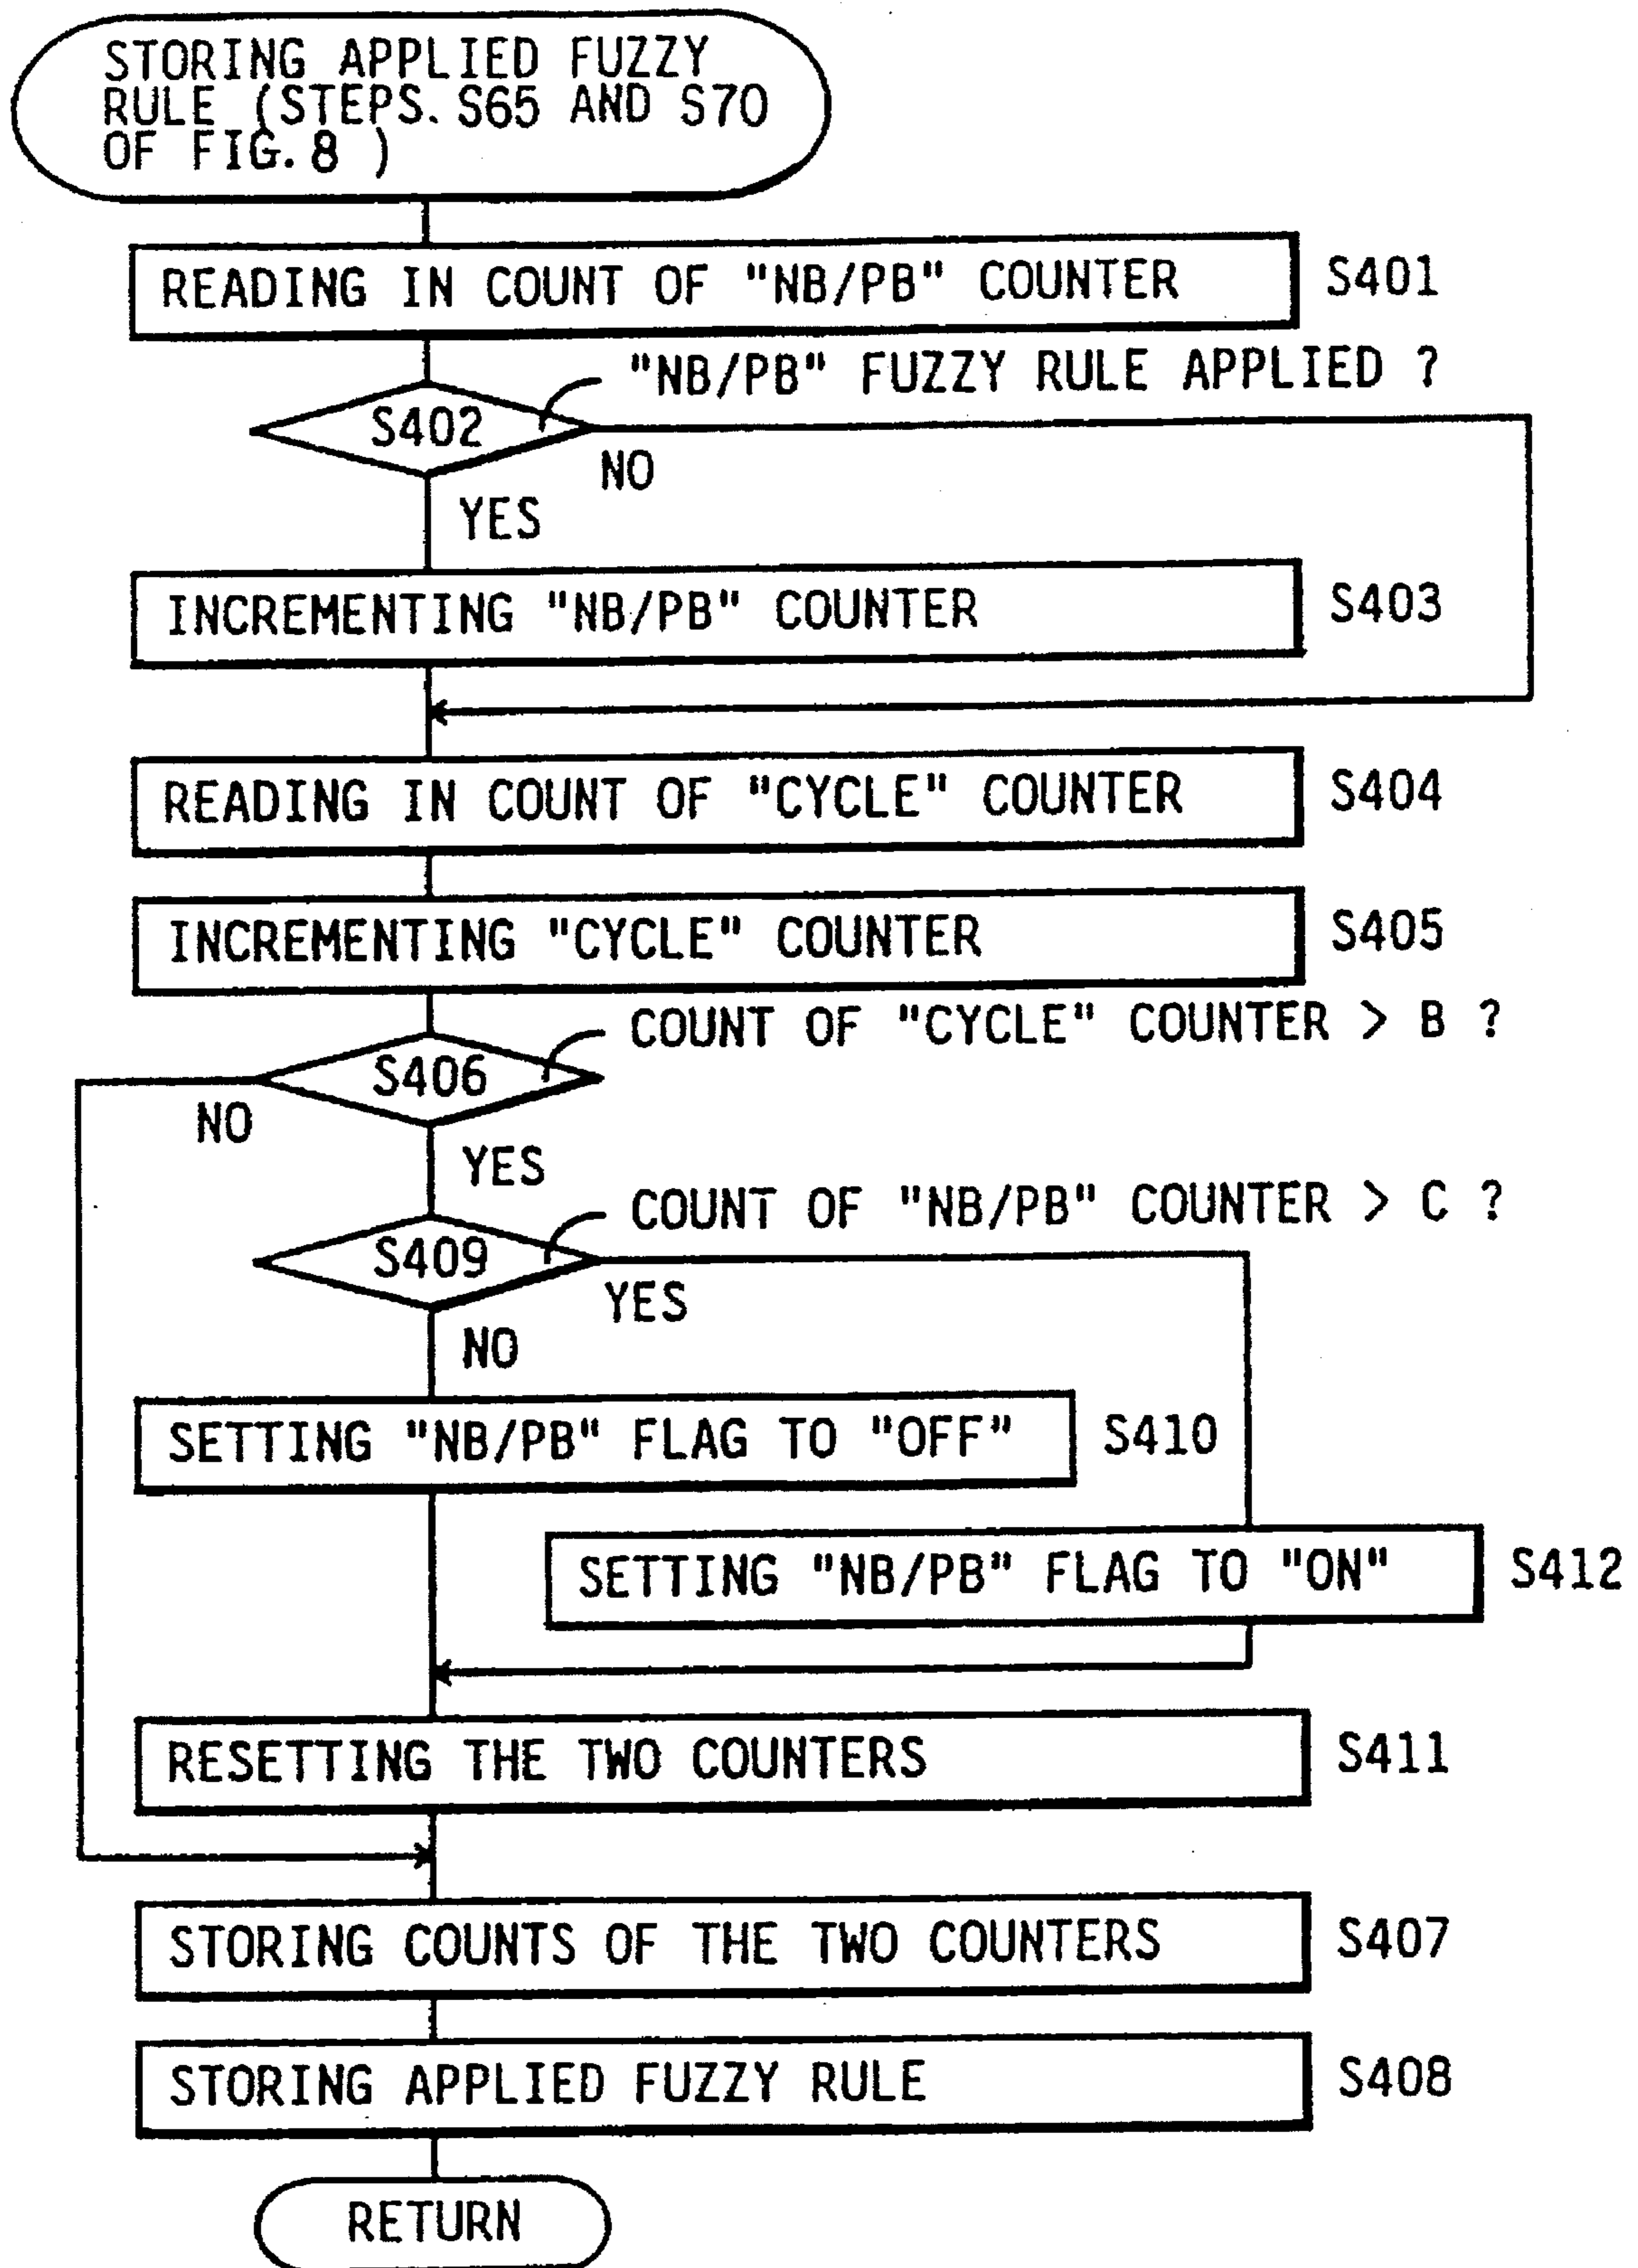 STORING APPLIED FUZZY
RULE (STEPS. S65 AND S70
OF FIG. 8 )
READING IN COUNT OF "NB/PB" COUNTER
S401
"NB/PB" FUZZY RULE APPLIED ?
S402
NO
YES
INCREMENTING "NB/PB" COUNTER
S403
READING IN COUNT OF "CYCLE" COUNTER
S404
INCREMENTING "CYCLE" COUNTER
S405
COUNT OF "CYCLE" COUNTER > B ?
S406
NO
YES
COUNT OF "NB/PB" COUNTER > C ?
S409
YES
NO
SETTING "NB/PB" FLAG TO "OFF"
S410
SETTING "NB/PB" FLAG TO "ON"
S412
RESETTING THE TWO COUNTERS
S411
STORING COUNTS OF THE TWO COUNTERS
S407
STORING APPLIED FUZZY RULE
S408
RETURN